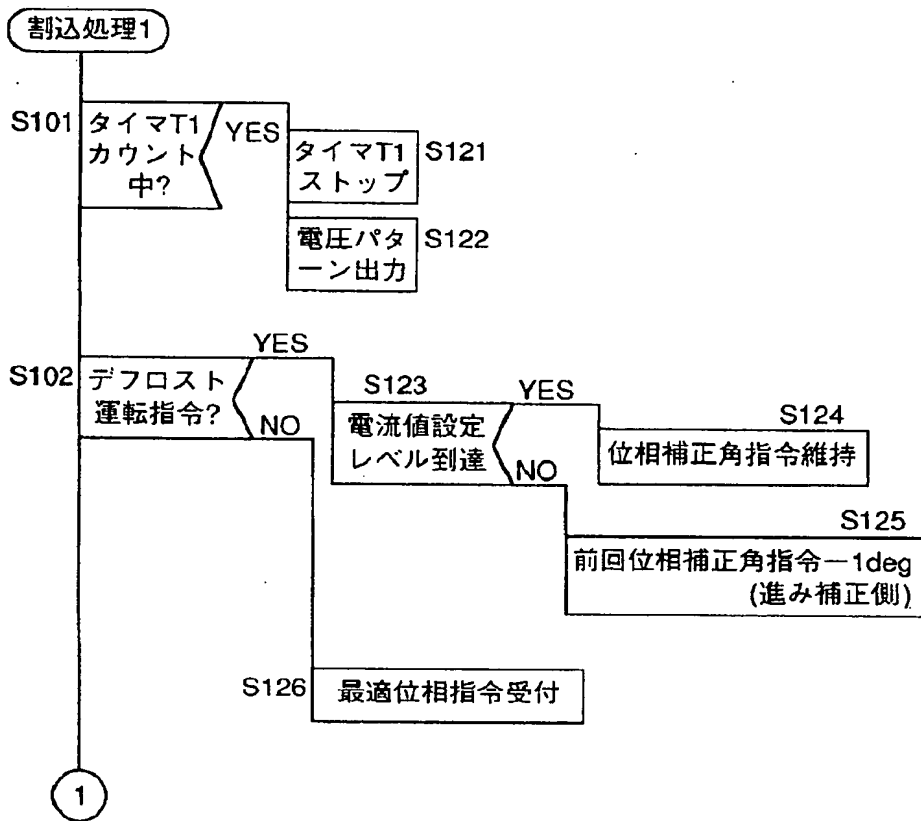 割込処理1
S101
タイマT1
カウント
中?
YES
タイマT1
ストップ
S121
電圧パタ
ーン出力
S122
S102
デフロスト
運転指令?
YES
NO
S123
電流値設定
レベル到達
YES
NO
S124
位相補正角指令維持
S125
前回位相補正角指令ー1deg
(進み補正側)
S126
最適位相指令受付
1